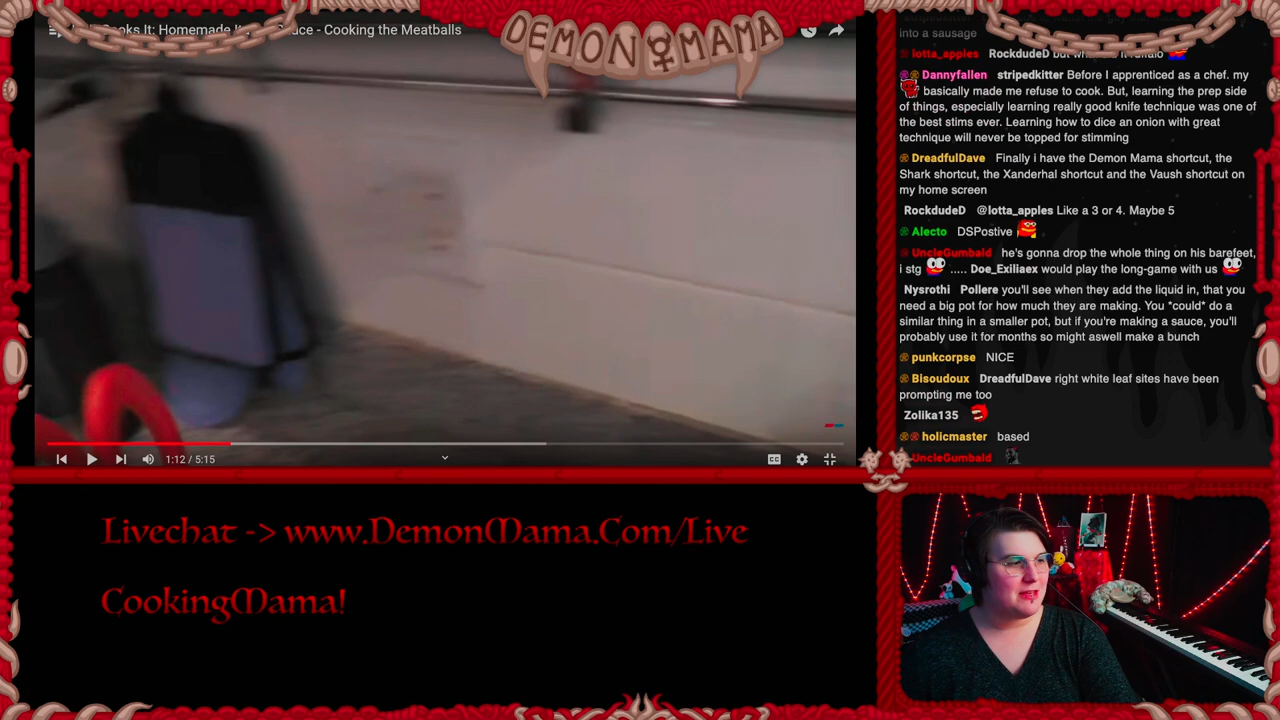 ooks It: Homemade
uce - Cooking the Meatballs
DEMON MAMA
1:12 / 5:15
CC
into a sausage
lotta_apples RockdudeD but
Dannyfallen stripedkitter Before I apprenticed as a chef. my
basically made me refuse to cook. But, learning the prep side
of things, especially learning really good knife technique was one of
the best stims ever. Learning how to dice an onion with great
technique will never be topped for stimming
DreadfulDave Finally i have the Demon Mama shortcut, the
Shark shortcut, the Xanderhal shortcut and the Vaush shortcut on
my home screen
RockdudeD @lotta_apples Like a 3 or 4. Maybe 5
Alecto DSPostive
UncleGumbald he's gonna drop the whole thing on his barefeet,
i stg ..... Doe_Exiliaex would play the long-game with us
Nysrothi Pollere you'll see when they add the liquid in, that you
need a big pot for how much they are making. You *could* do a
similar thing in a smaller pot, but if you're making a sauce, you'll
probably use it for months so might aswell make a bunch
punkcorpse NICE
Bisoudoux DreadfulDave right white leaf sites have been
prompting me too
Zolika135
holicmaster based
UncleGumbald
Livechat -> www.DemonMama.Com/Live
CookingMama!